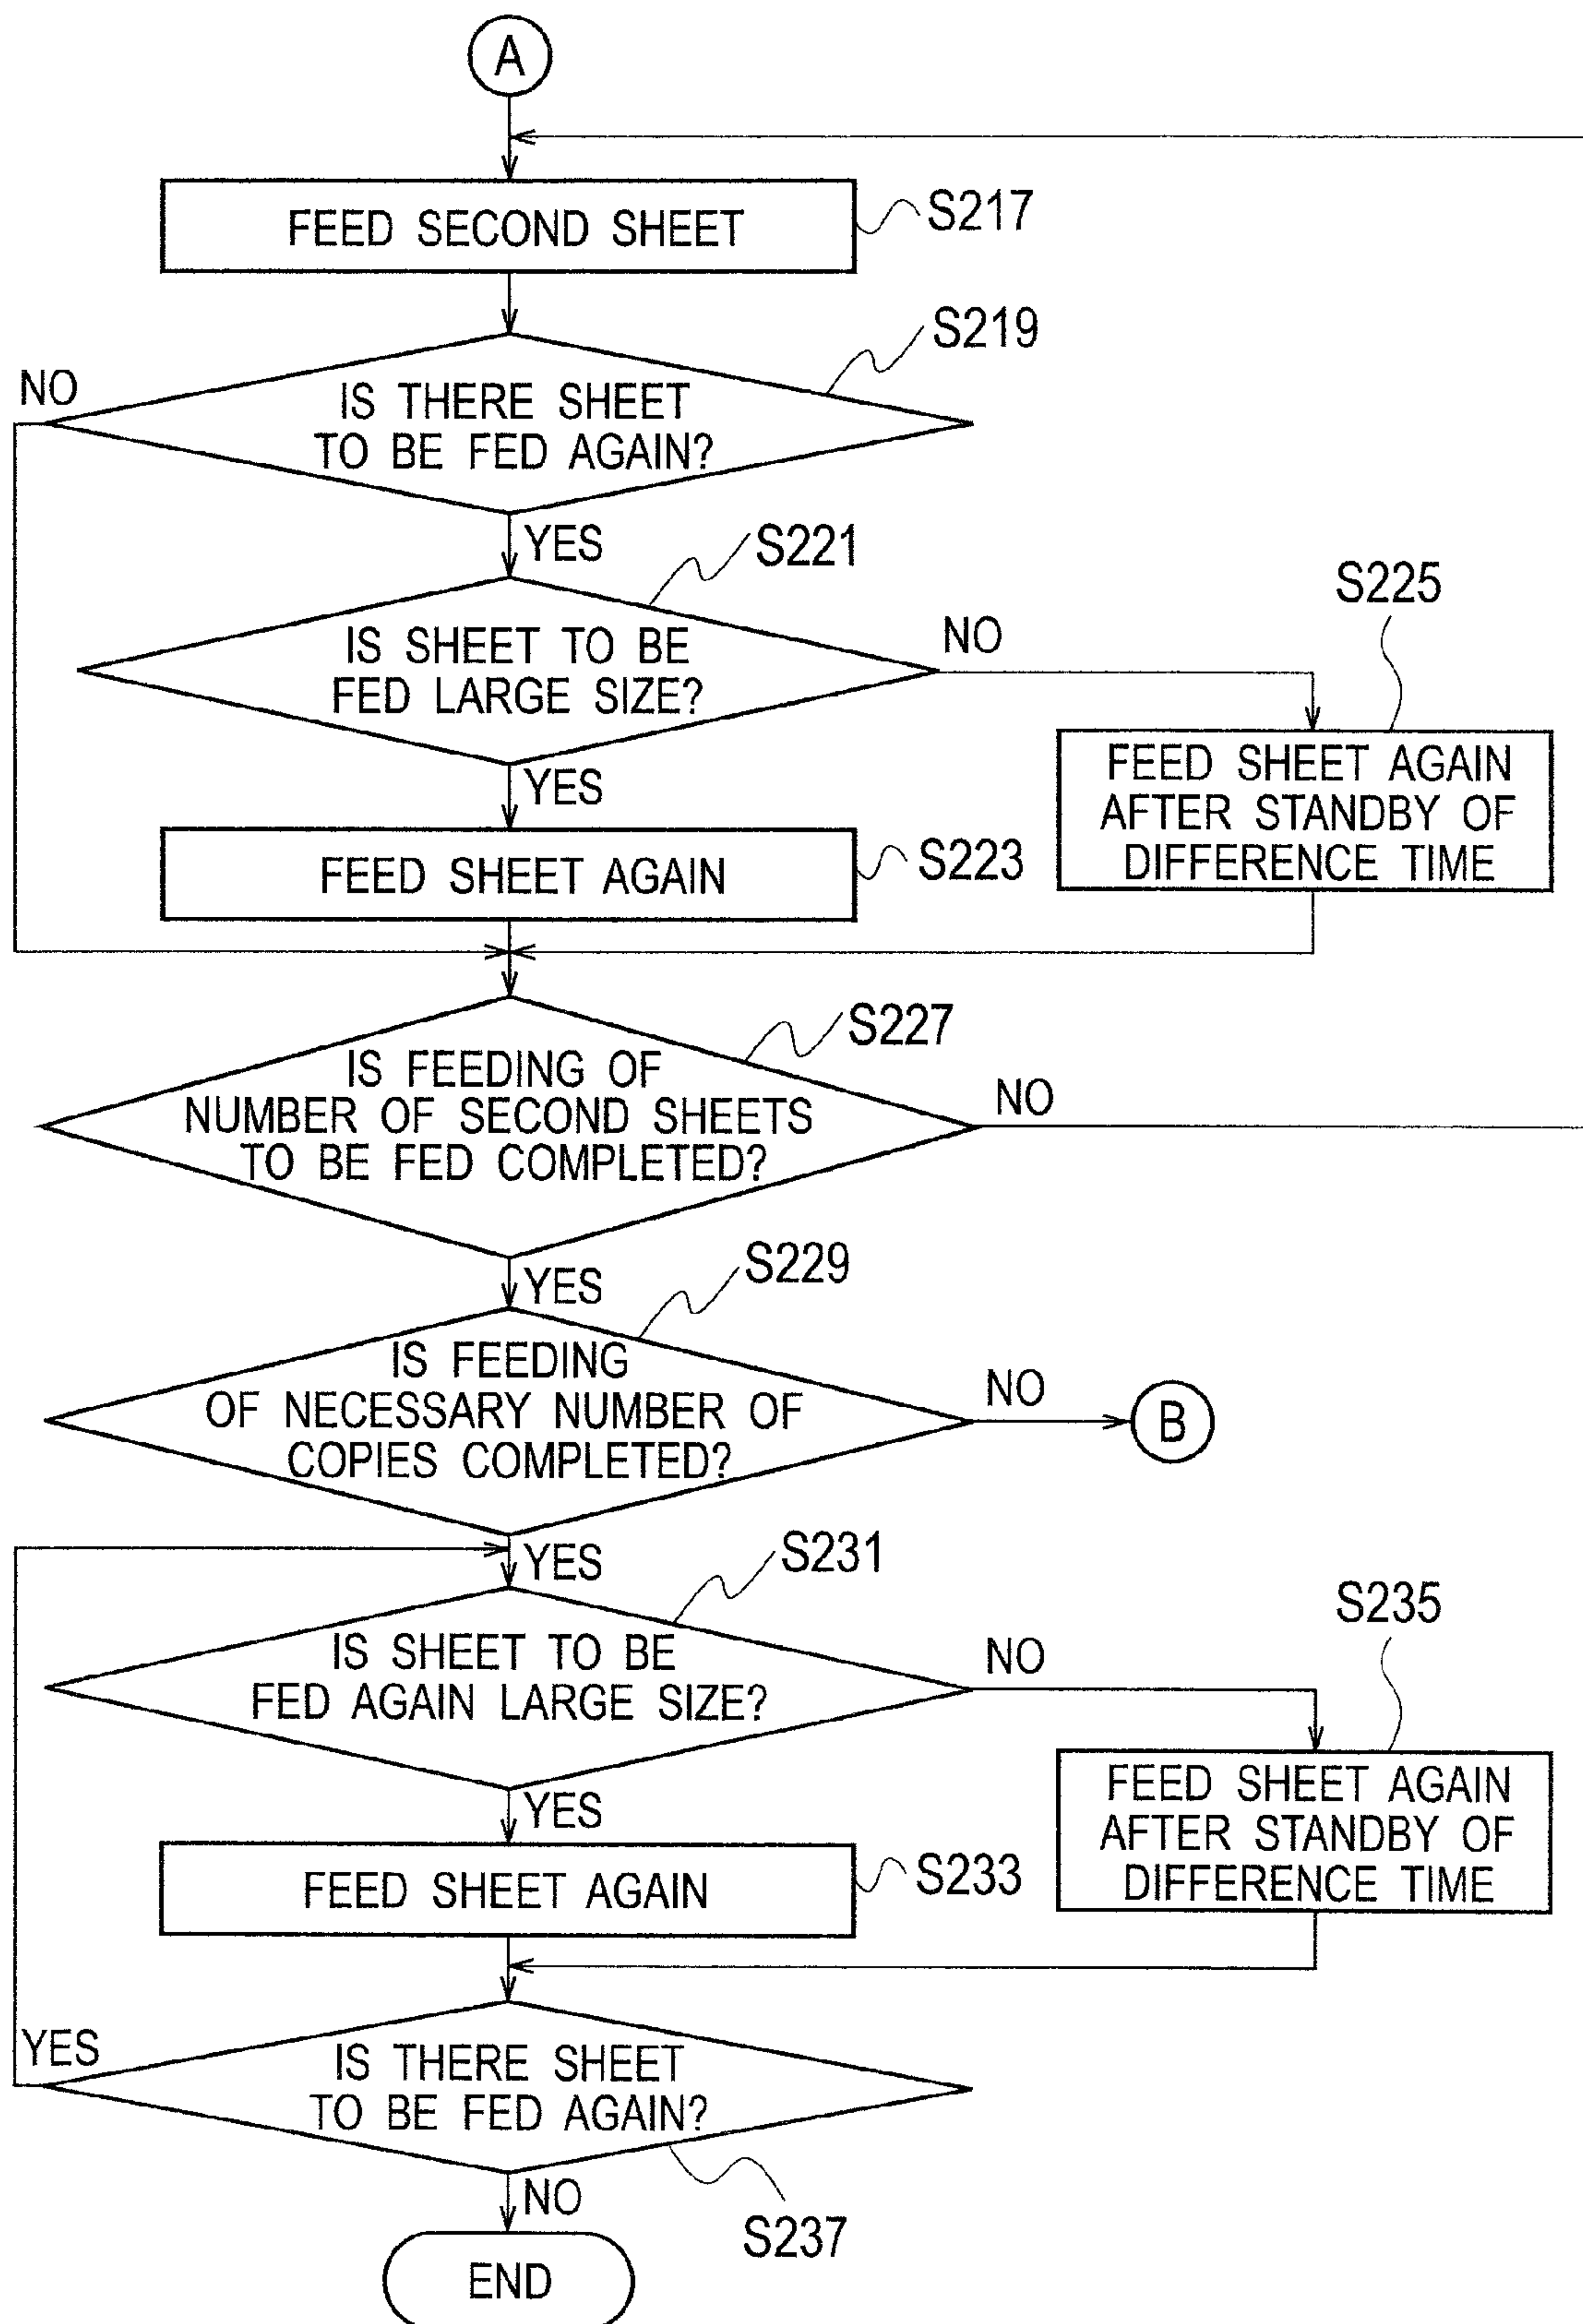 A
FEED SECOND SHEET
S217
S219
NO
IS THERE SHEET
TO BE FED AGAIN?
YES
S221
IS SHEET TO BE
FED LARGE SIZE?
NO
S225
YES
FEED SHEET AGAIN
AFTER STANDBY OF
DIFFERENCE TIME
FEED SHEET AGAIN
S223
S227
IS FEEDING OF
NUMBER OF SECOND SHEETS
TO BE FED COMPLETED?
NO
YES
S229
IS FEEDING
OF NECESSARY NUMBER OF
COPIES COMPLETED?
NO
B
YES
S231
IS SHEET TO BE
FED AGAIN LARGE SIZE?
NO
S235
YES
FEED SHEET AGAIN
AFTER STANDBY OF
DIFFERENCE TIME
FEED SHEET AGAIN
S233
YES
IS THERE SHEET
TO BE FED AGAIN?
NO
S237
END